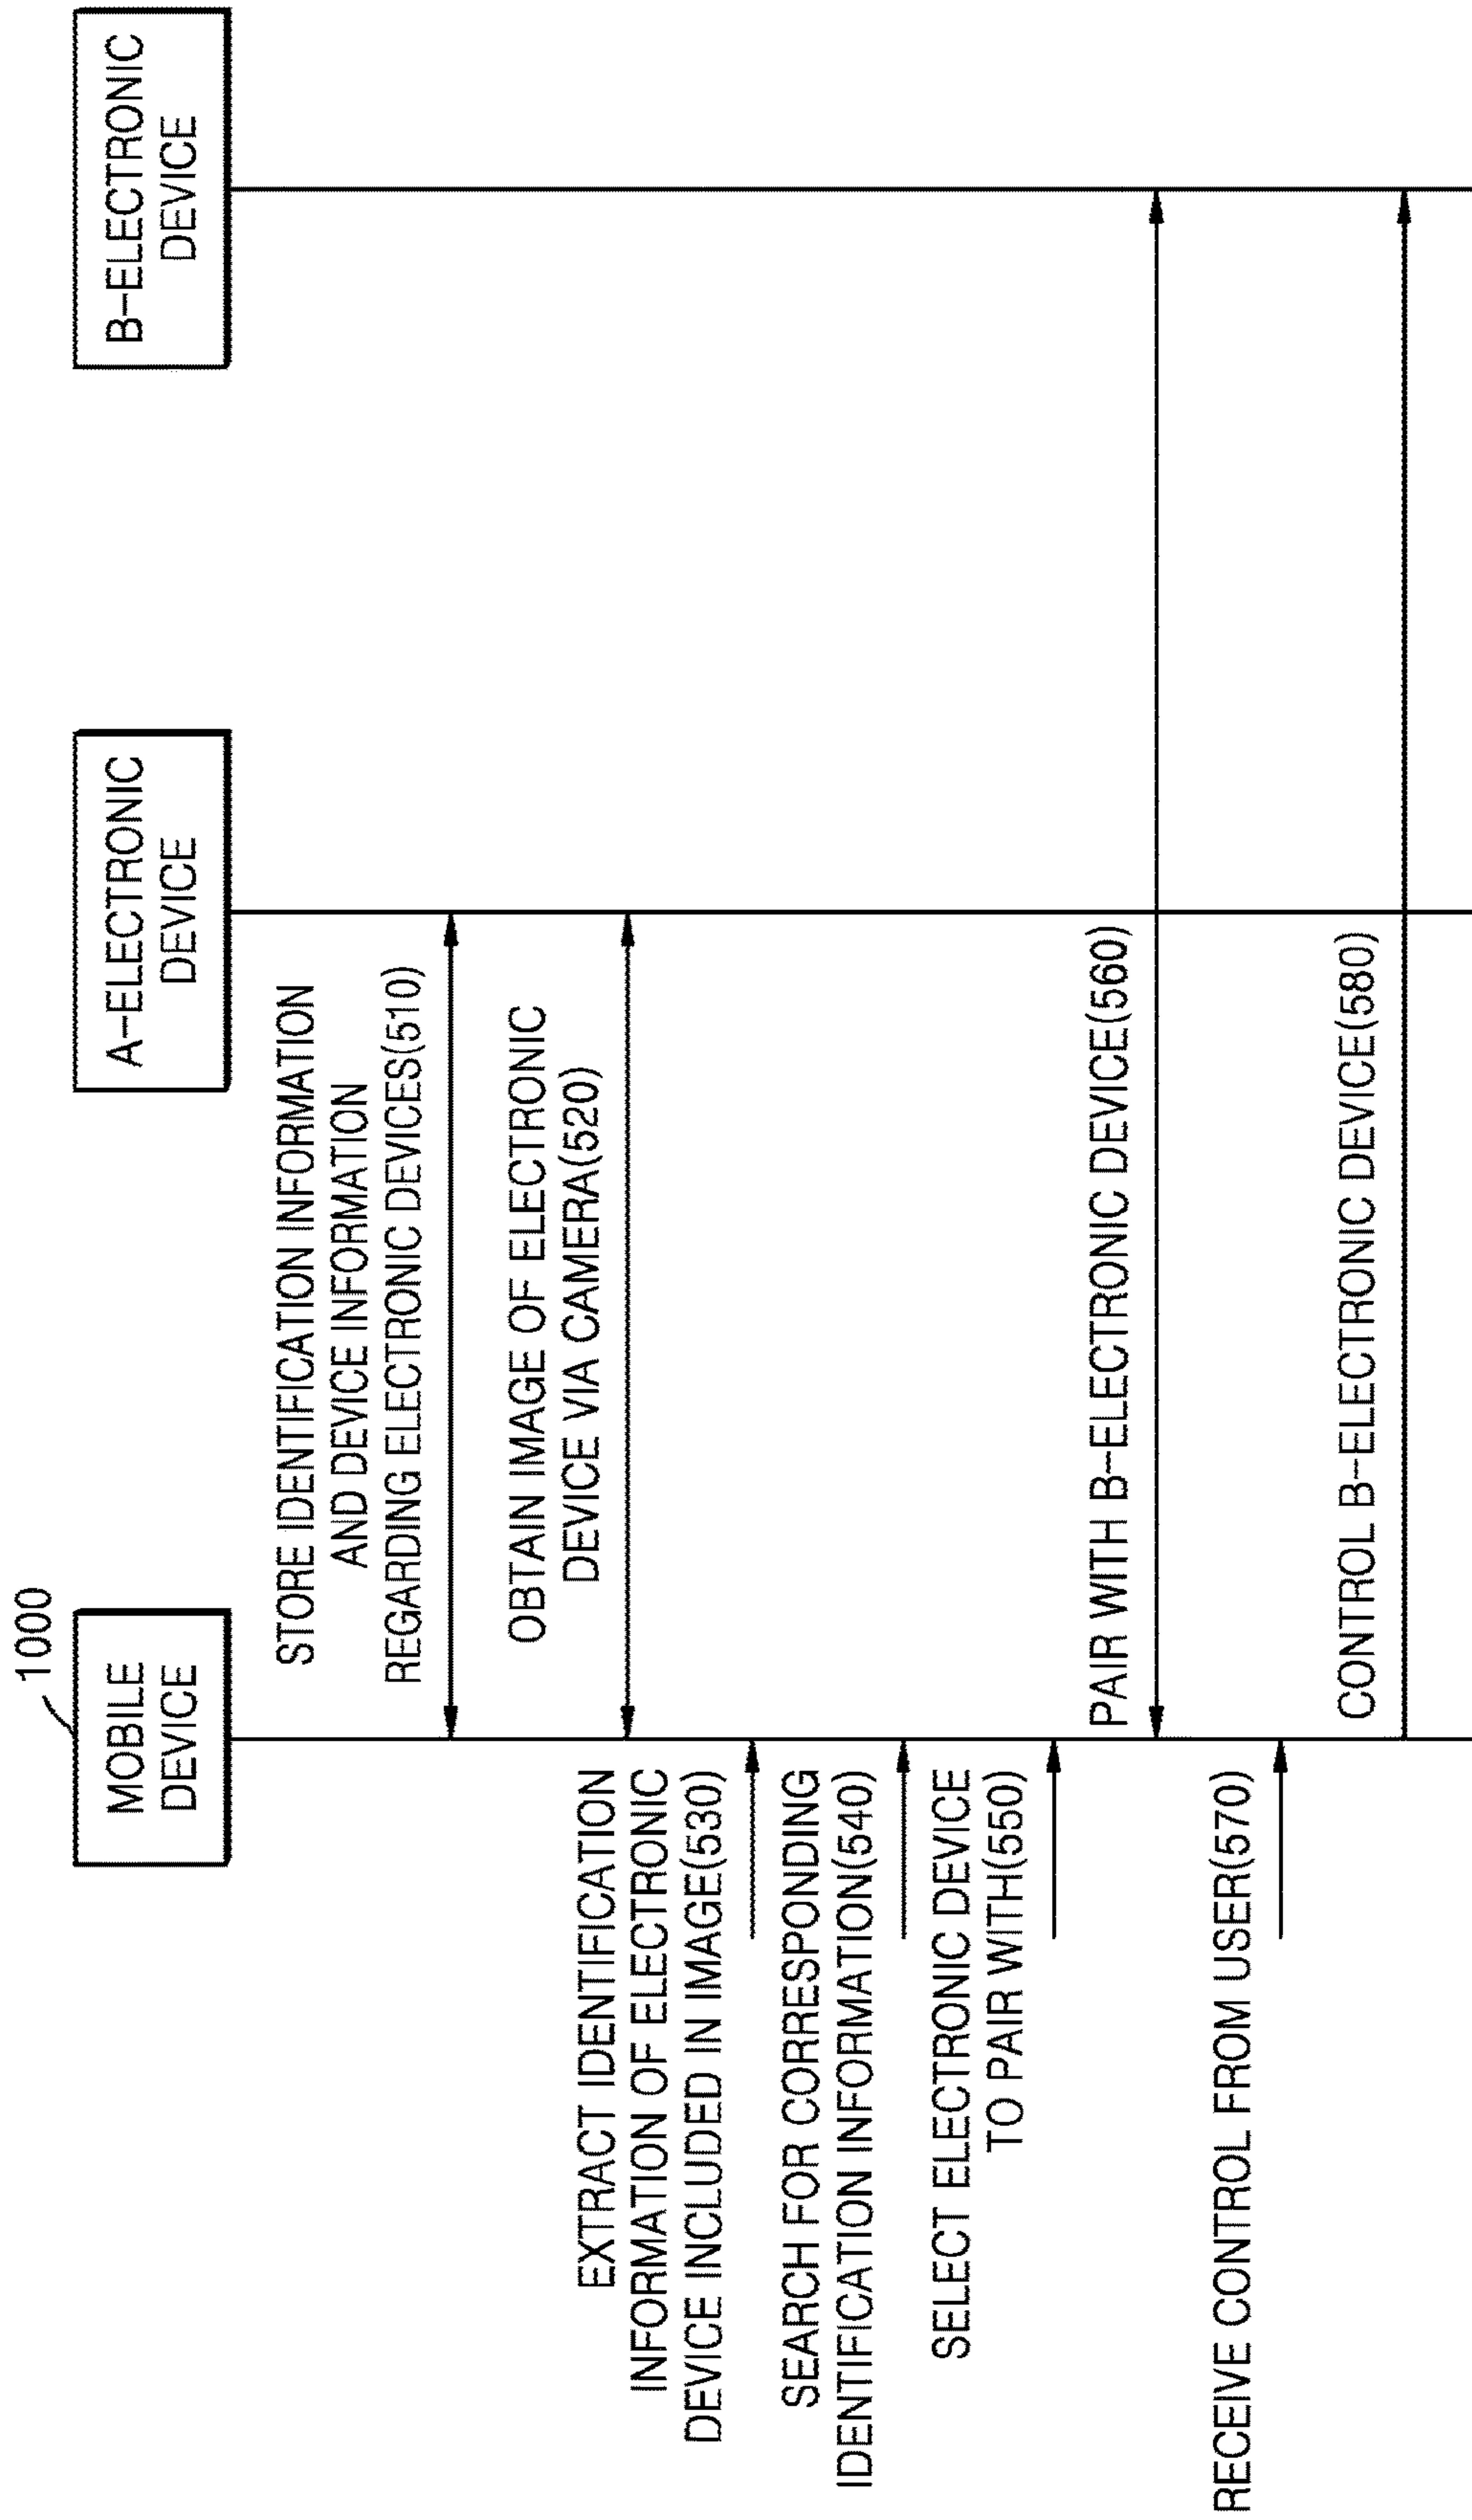 1000
MOBILE
DEVICE
A-ELECTRONIC
DEVICE
B-ELECTRONIC
DEVICE
STORE IDENTIFICATION INFORMATION
AND DEVICE INFORMATION
REGARDING ELECTRONIC DEVICES(510)
OBTAIN IMAGE OF ELECTRONIC
DEVICE VIA CAMERA(520)
EXTRACT IDENTIFICATION
INFORMATION OF ELECTRONIC
DEVICE INCLUDED IN IMAGE(530)
SEARCH FOR CORRESPONDING
IDENTIFICATION INFORMATION(540)
SELECT ELECTRONIC DEVICE
TO PAIR WITH(550)
PAIR WITH B-ELECTRONIC DEVICE(560)
RECEIVE CONTROL FROM USER(570)
CONTROL B-ELECTRONIC DEVICE(580)